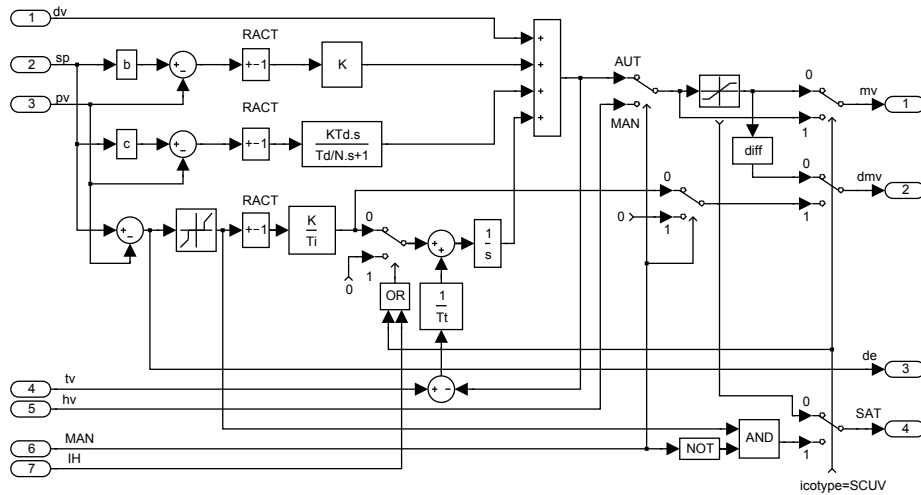 1 dv
2 sp
3 pv
b
RACT
+−1
K
+
+
+
+
AUT
MAN
0
1
mv
1
c
RACT
+−1
KTd.s
Td/N.s+1
diff
0
1
dmv
2
RACT
+−1
K
Ti
0
1
0
OR
+
+
1
s
1
Tt
0
0
1
+
−
de
3
4 tv
5 hv
6 MAN
7 IH
NOT
AND
0
1
SAT
4
icotype=SCUV